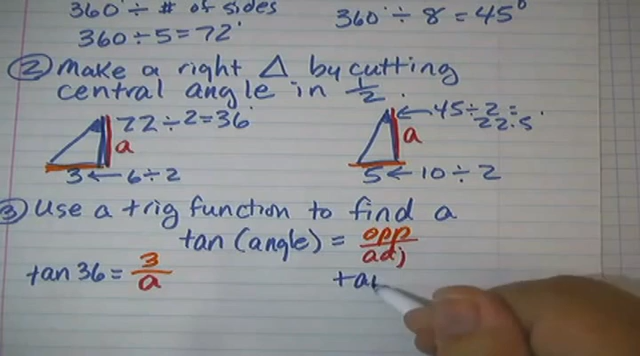 360° ÷ # of sides
360 ÷ 5 = 72°
360° ÷ 8 = 45°
② Make a right △ by cutting
central angle in 1/2.
72 ÷ 2 = 36°
a
3 ← 6 ÷ 2
← 45 ÷ 2 =
22.5°
a
5 ← 10 ÷ 2
③ Use a trig function to find a
tan (angle) = opp/adj
tan 36 = 3/a
tan